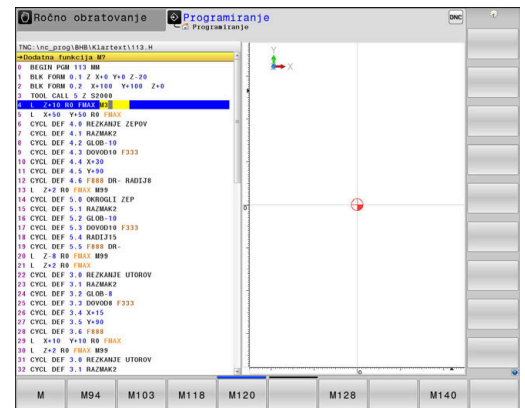 Ročno obratovanje
Programiranje
Programiranje
DNC
TNC:\nc_prog\BHB\Klartext\113.H
→Dodatna funkcija M?
0 BEGIN PGM 113 MM
1 BLK FORM 0.1 Z X+0 Y+0 Z-20
2 BLK FORM 0.2 X+100 Y+100 Z+0
3 TOOL CALL 5 Z S2000
4 L Z+10 R0 FMAX M3
5 L X+50 Y+50 R0 FMAX
6 CYCL DEF 4.0 REZKANJE ZEPOV
7 CYCL DEF 4.1 RAZMAK2
8 CYCL DEF 4.2 GLOB-10
9 CYCL DEF 4.3 DOVOD10 F333
10 CYCL DEF 4.4 X+30
11 CYCL DEF 4.5 Y+90
12 CYCL DEF 4.6 F888 DR- RADIJ8
13 L Z+2 R0 FMAX M99
14 CYCL DEF 5.0 OKROGLI ZEP
15 CYCL DEF 5.1 RAZMAK2
16 CYCL DEF 5.2 GLOB-10
17 CYCL DEF 5.3 DOVOD10 F333
18 CYCL DEF 5.4 RADIJ15
19 CYCL DEF 5.5 F888 DR-
20 L Z-8 R0 FMAX M99
21 L Z+2 R0 FMAX
22 CYCL DEF 3.0 REZKANJE UTOROV
23 CYCL DEF 3.1 RAZMAK2
24 CYCL DEF 3.2 GLOB-8
25 CYCL DEF 3.3 DOVOD8 F333
26 CYCL DEF 3.4 X+15
27 CYCL DEF 3.5 Y+90
28 CYCL DEF 3.6 F888
29 L X+10 Y+10 R0 FMAX
30 L Z+2 R0 FMAX M99
31 CYCL DEF 3.0 REZKANJE UTOROV
32 CYCL DEF 3.1 RAZMAK2
Y
X
0
0
M
M94
M103
M118
M120
M128
M140